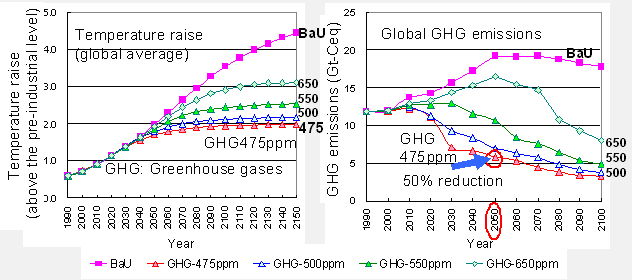 Temperature raise
(above the pre-industrial level)
5.0
4.0
3.0
2.0
1.0
0.0
Temperature raise
(global average)
BaU
650
550
500
475
GHG475ppm
GHG: Greenhouse gases
1990 2000 2010 2020 2030 2040 2050 2060 2070 2080 2090 2100 2110 2120 2130 2140 2150
Year
GHG emissions (Gt-Ceq)
25
20
15
10
5
0
Global GHG emissions
BaU
GHG
475ppm
50% reduction
650
550
500
1990 2000 2010 2020 2030 2040 2050 2060 2070 2080 2090 2100
Year
BaU GHG-475ppm GHG-500ppm GHG-550ppm GHG-650ppm